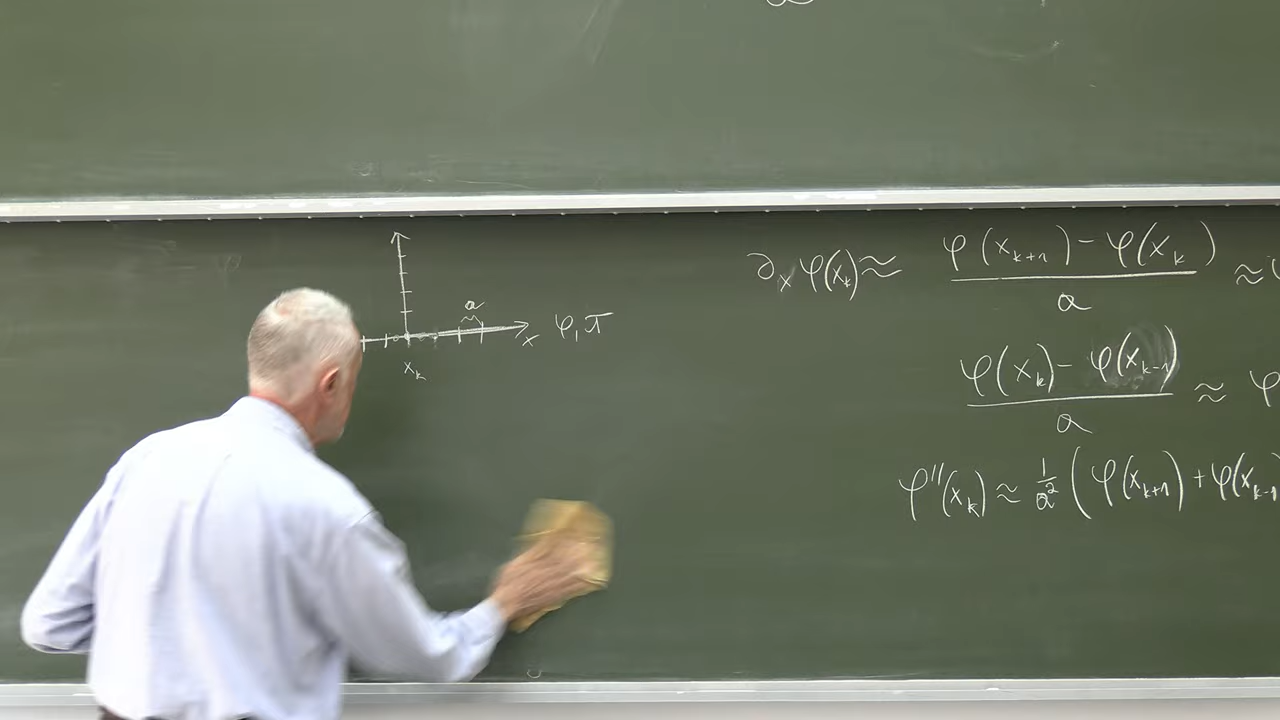 a
x φ, π
x_k
∂_x φ(x_k) ≈ (φ(x_{k+1}) - φ(x_k)) / a ≈
(φ(x_k) - φ(x_{k-1})) / a ≈ φ
φ''(x_k) ≈ 1/a² (φ(x_{k+1}) + φ(x_{k-1}